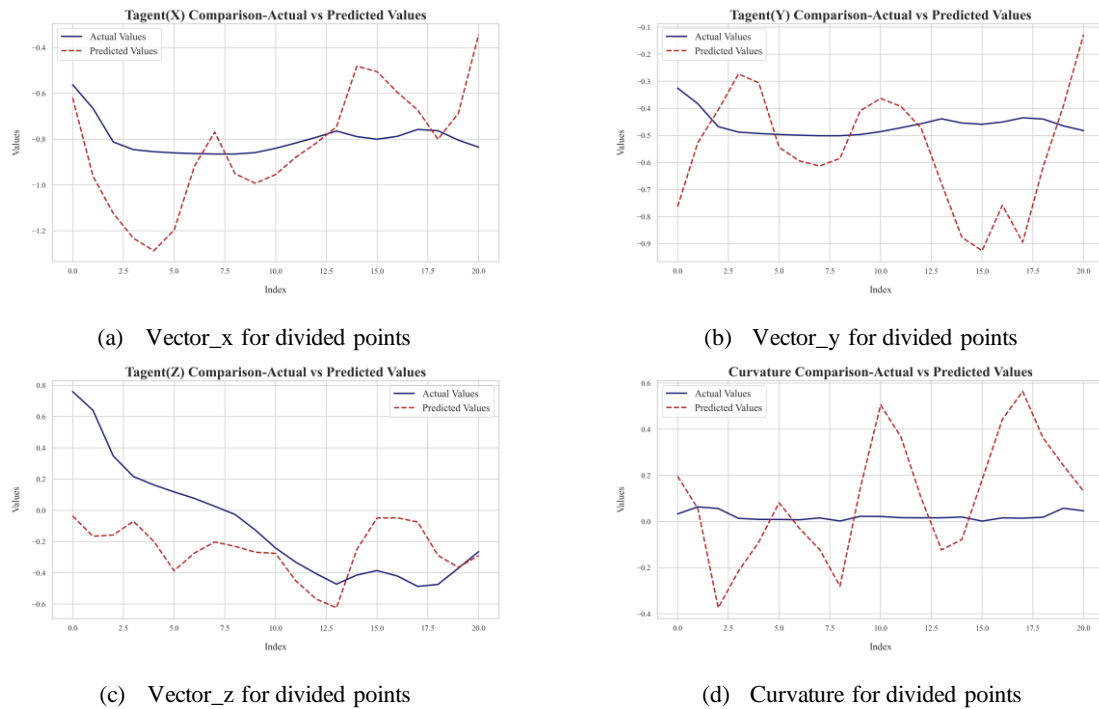 Tagent(X) Comparison-Actual vs Predicted Values
Actual Values
Predicted Values
Values
−0.4
−0.6
−0.8
−1.0
−1.2
0.0 2.5 5.0 7.5 10.0 12.5 15.0 17.5 20.0
Index
(a) Vector_x for divided points
Tagent(Y) Comparison-Actual vs Predicted Values
Actual Values
Predicted Values
Values
−0.1
−0.2
−0.3
−0.4
−0.5
−0.6
−0.7
−0.8
−0.9
0.0 2.5 5.0 7.5 10.0 12.5 15.0 17.5 20.0
Index
(b) Vector_y for divided points
Tagent(Z) Comparison-Actual vs Predicted Values
Actual Values
Predicted Values
Values
0.8
0.6
0.4
0.2
0.0
−0.2
−0.4
−0.6
0.0 2.5 5.0 7.5 10.0 12.5 15.0 17.5 20.0
Index
(c) Vector_z for divided points
Curvature Comparison-Actual vs Predicted Values
Actual Values
Predicted Values
Values
0.6
0.4
0.2
0.0
−0.2
−0.4
0.0 2.5 5.0 7.5 10.0 12.5 15.0 17.5 20.0
Index
(d) Curvature for divided points